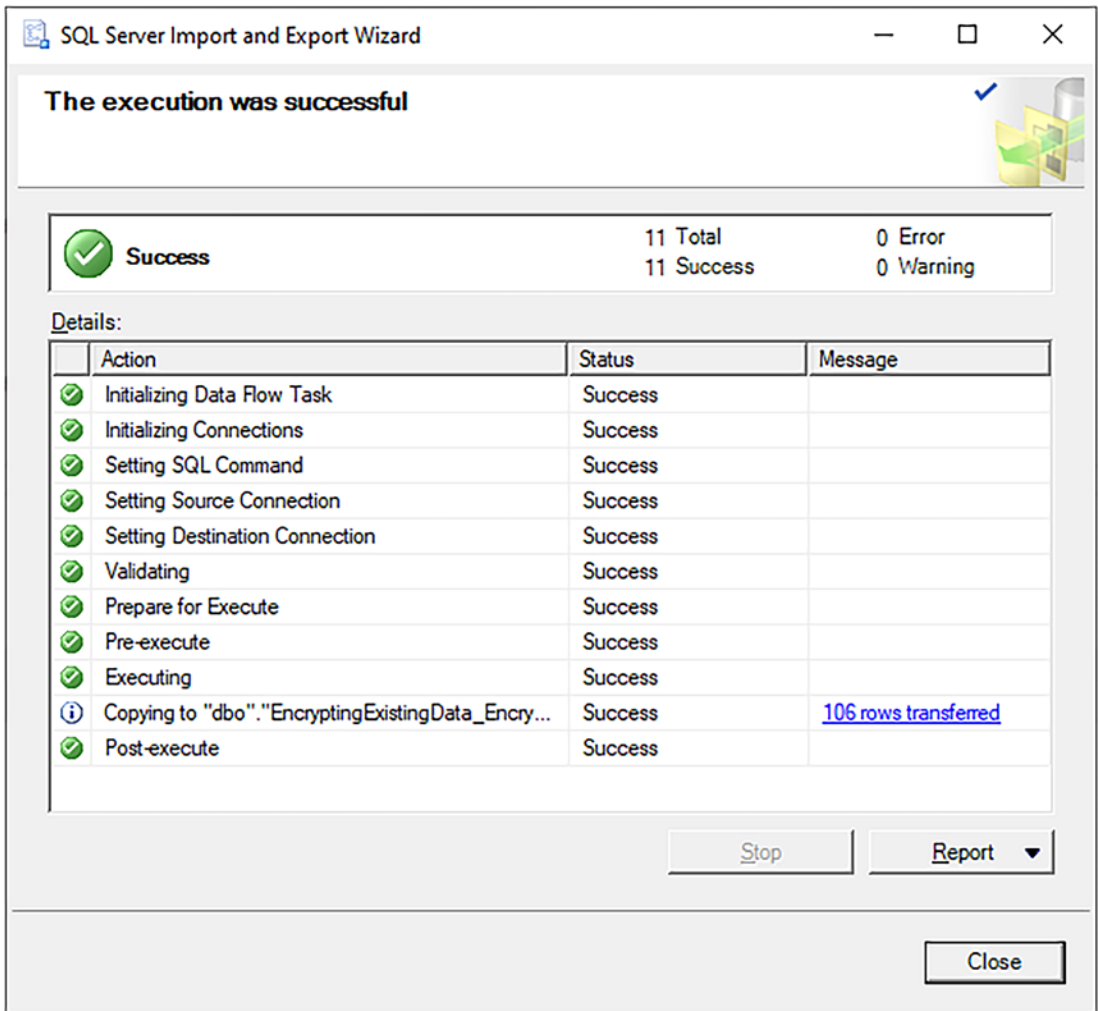 SQL Server Import and Export Wizard
The execution was successful
Success
11 Total 0 Error
11 Success 0 Warning
Details:
Action Status Message
Initializing Data Flow Task Success
Initializing Connections Success
Setting SQL Command Success
Setting Source Connection Success
Setting Destination Connection Success
Validating Success
Prepare for Execute Success
Pre-execute Success
Executing Success
Copying to "dbo"."EncryptingExistingData_Encry... Success 106 rows transferred
Post-execute Success
Stop Report
Close